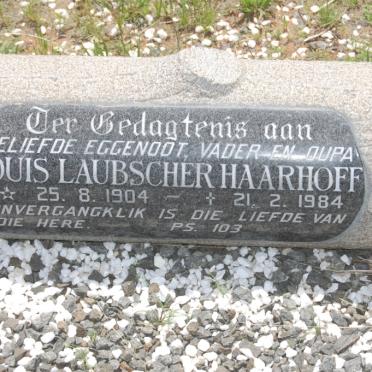 Ter Gedagtenis aan
ELIEFDE EGGENOOT, VADER EN OUPA
OUIS LAUBSCHER HAARHOFF
☆ 25. 8. 1904 – ✝ 21. 2. 1984
NVERGANGKLIK IS DIE LIEFDE VAN
DIE HERE PS. 103